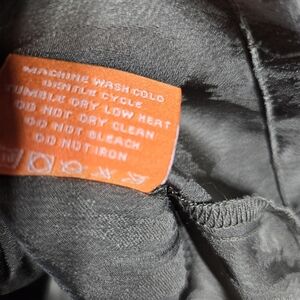 MACHINE WASH COLD
GENTLE CYCLE
TUMBLE DRY LOW HEAT
DO NOT DRY CLEAN
DO NOT BLEACH
DO NOT IRON